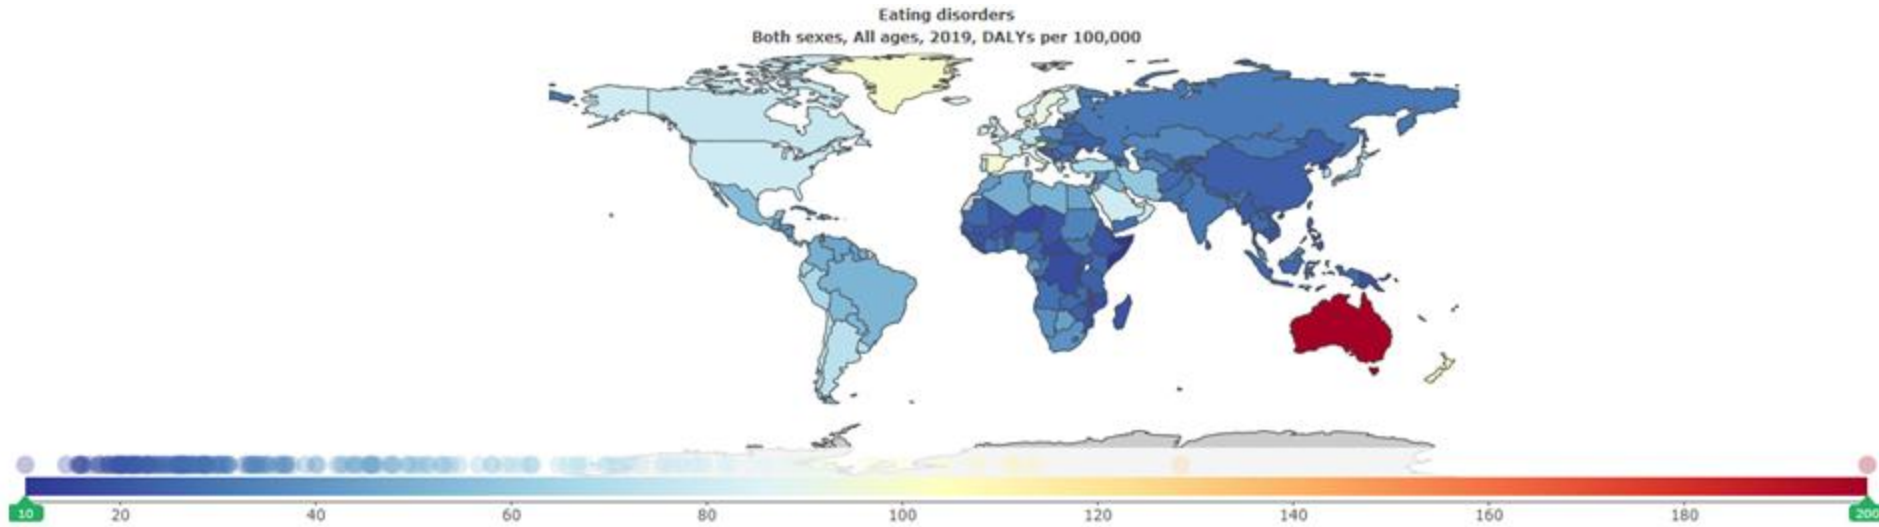 Eating disorders
Both sexes, All ages, 2019, DALYs per 100,000
10 20 40 60 80 100 120 140 160 180 200